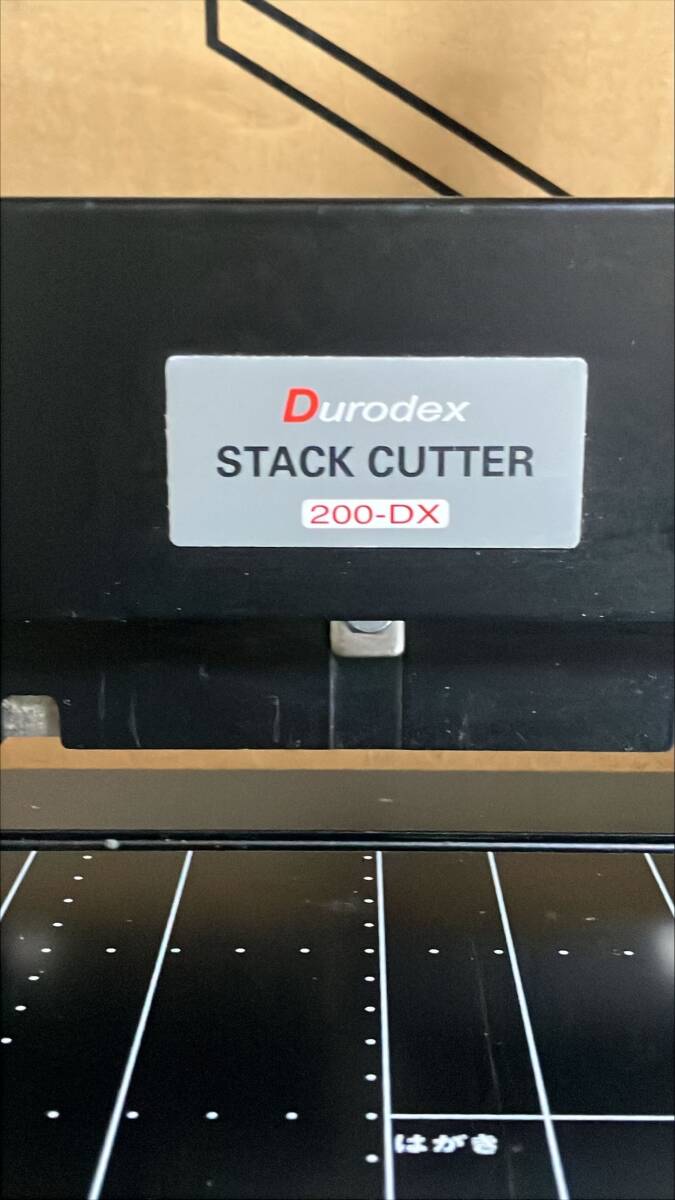 Durodex
STACK CUTTER
200-DX
はがき